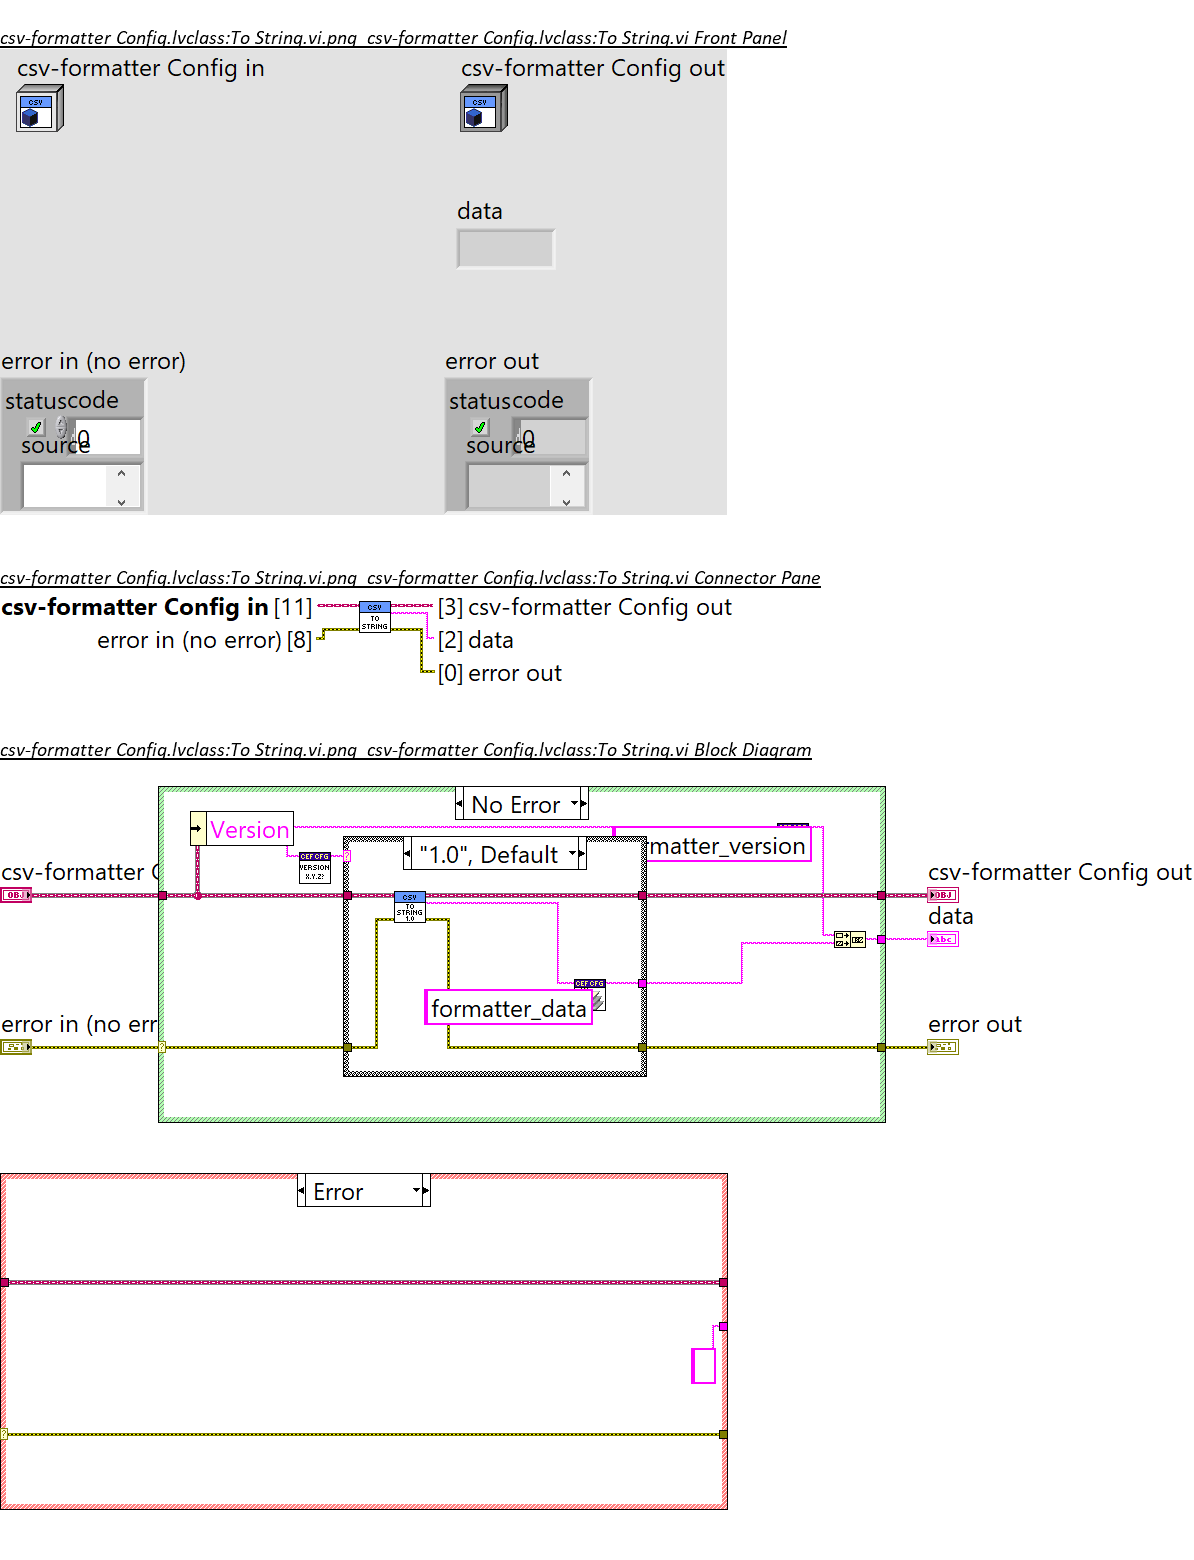 csv-formatter Config.lvclass:To String.vi.png csv-formatter Config.lvclass:To String.vi Front Panel
csv-formatter Config in
csv-formatter Config out
CSV
CSV
data
error in (no error)
error out
status code
status code
0
0
source
source
csv-formatter Config.lvclass:To String.vi.png csv-formatter Config.lvclass:To String.vi Connector Pane
csv-formatter Config in [11]
CSV
TO
STRING
[3] csv-formatter Config out
error in (no error) [8]
[2] data
[0] error out
csv-formatter Config.lvclass:To String.vi.png csv-formatter Config.lvclass:To String.vi Block Diagram
No Error
Version
rmatter_version
"1.0", Default
CEF CFG
VERSION
X.Y.Z?
?
csv-formatter C
csv-formatter Config out
OBJ
CSV
TO
STRING
1.0
OBJ
data
abc
CEF CFG
formatter_data
error in (no err
error out
?
Error
?